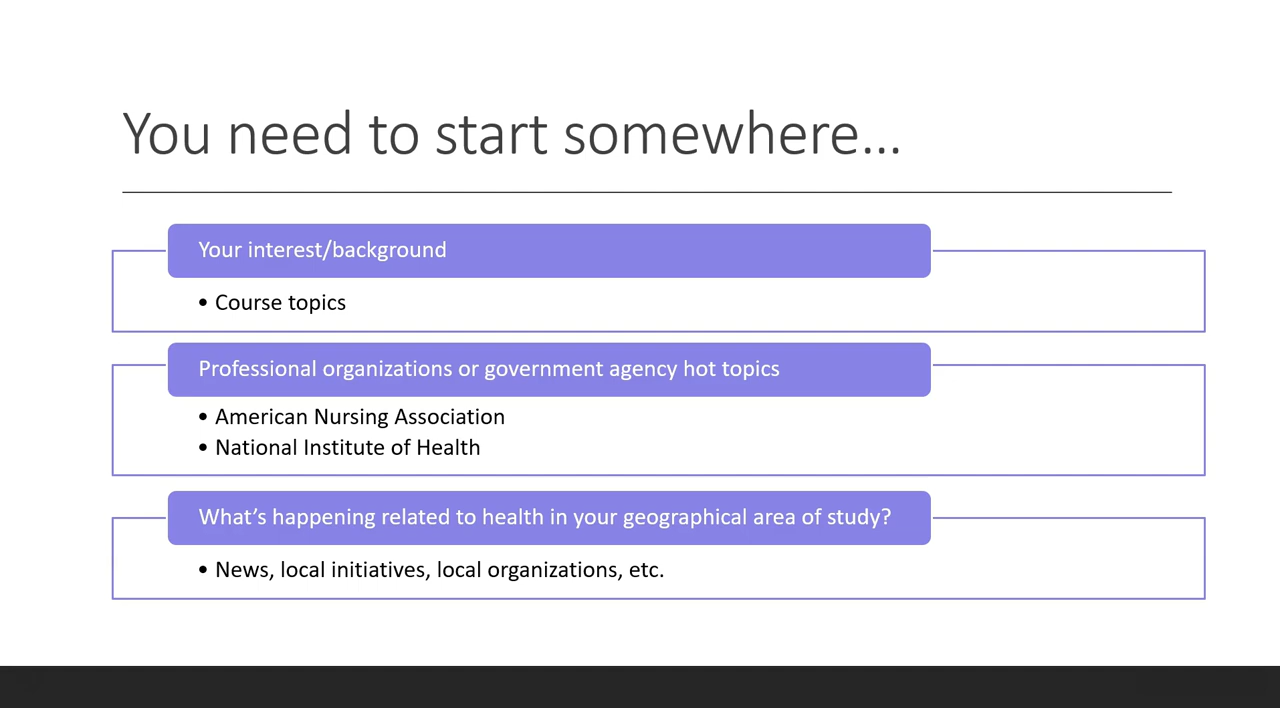 You need to start somewhere...
Your interest/background
• Course topics
Professional organizations or government agency hot topics
• American Nursing Association
• National Institute of Health
What’s happening related to health in your geographical area of study?
• News, local initiatives, local organizations, etc.